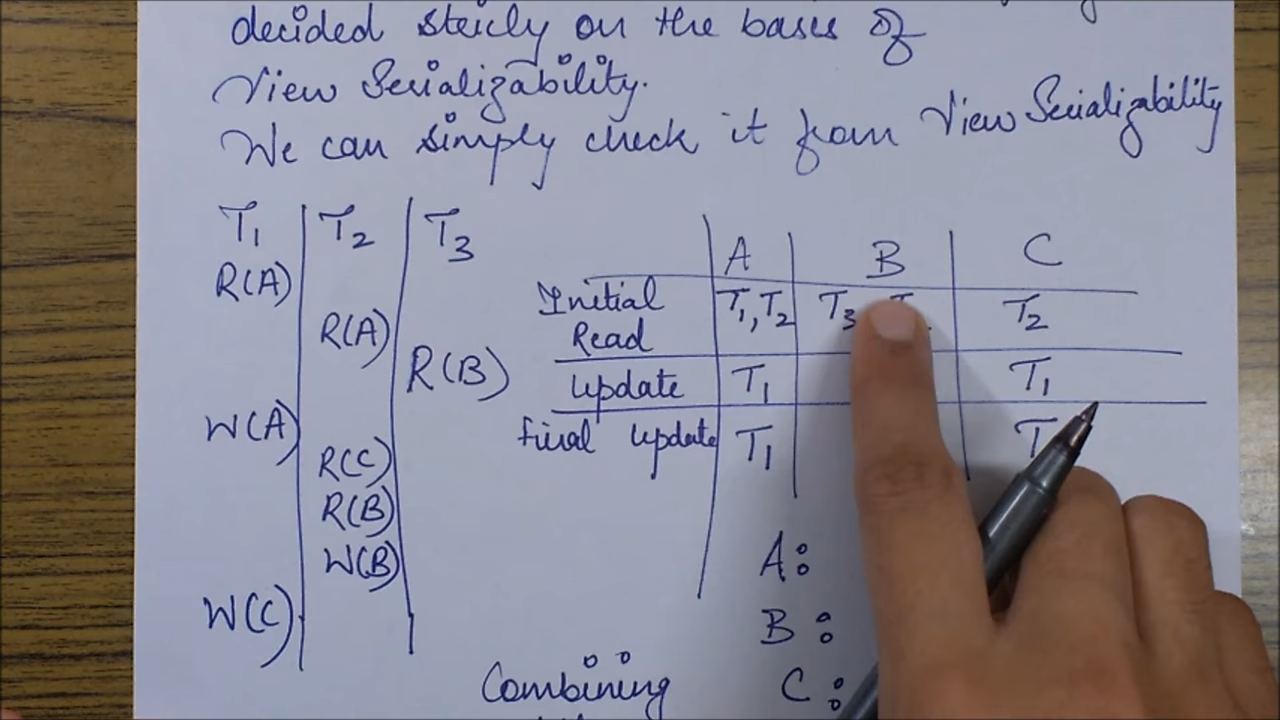 decided stricly on the bases of
View Serializability.
We can simply check it from View Serializability
T1 T2 T3
A B C
R(A)
Initial Read T1, T2 T3 T2
R(A)
R(B)
Update T1 T1
W(A)
Final Update T1 T
R(C)
R(B)
W(B)
A:
W(C)
B:
Combining
C: